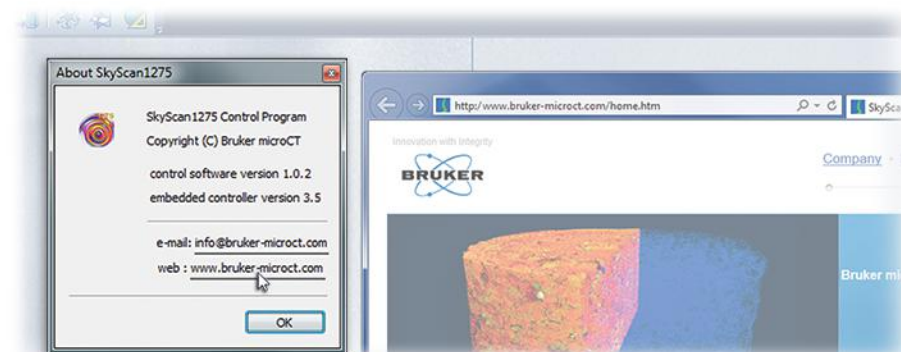 About SkyScan1275
SkyScan1275 Control Program
Copyright (C) Bruker microCT
control software version 1.0.2
embedded controller version 3.5
e-mail: info@bruker-microct.com
web : www.bruker-microct.com
OK
http://www.bruker-microct.com/home.htm
SkySca
Innovation with Integrity
BRUKER
Company
Bruker mi